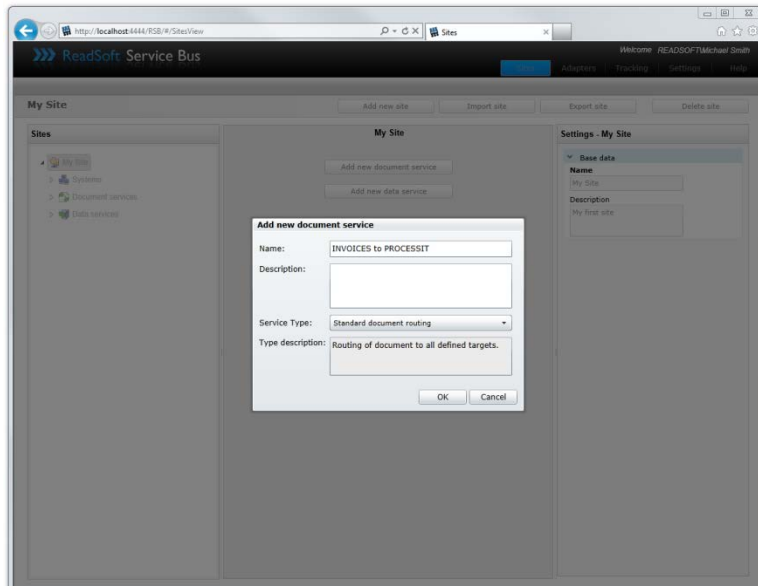 http://localhost:4444/RSB/#/SitesView
Sites
ReadSoft Service Bus
Welcome READSOFT\Michael Smith
Sites Adapters Tracking Settings Help
My Site
Add new site Import site Export site Delete site
Sites
My Site
Systems
Document services
Data services
My Site
Add new document service
Add new data service
Settings - My Site
Base data
Name
My Site
Description
My first site
Add new document service
Name: INVOICES to PROCESSIT
Description:
Service Type: Standard document routing
Type description: Routing of document to all defined targets.
OK Cancel